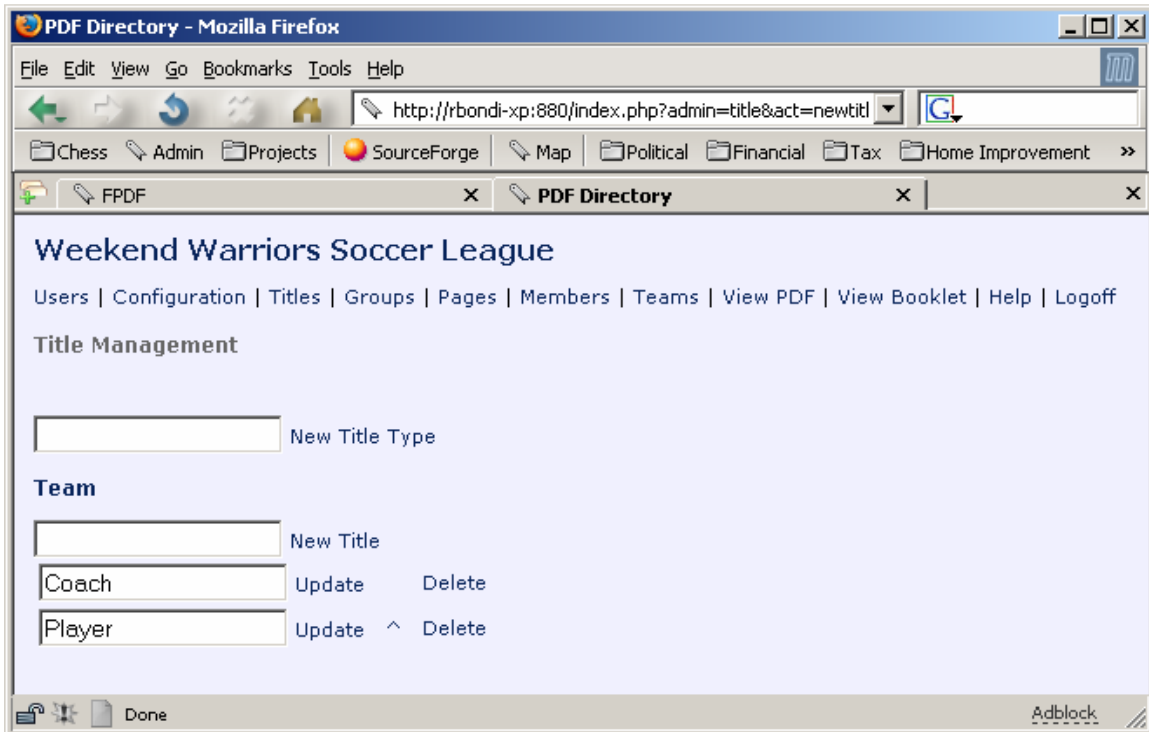 PDF Directory - Mozilla Firefox
File Edit View Go Bookmarks Tools Help
http://rbondi-xp:880/index.php?admin=title&act=newtitl G
Chess Admin Projects SourceForge Map Political Financial Tax Home Improvement »
FPDF PDF Directory
Weekend Warriors Soccer League
Users | Configuration | Titles | Groups | Pages | Members | Teams | View PDF | View Booklet | Help | Logoff
Title Management
New Title Type
Team
New Title
Coach Update Delete
Player Update ^ Delete
Done Adblock